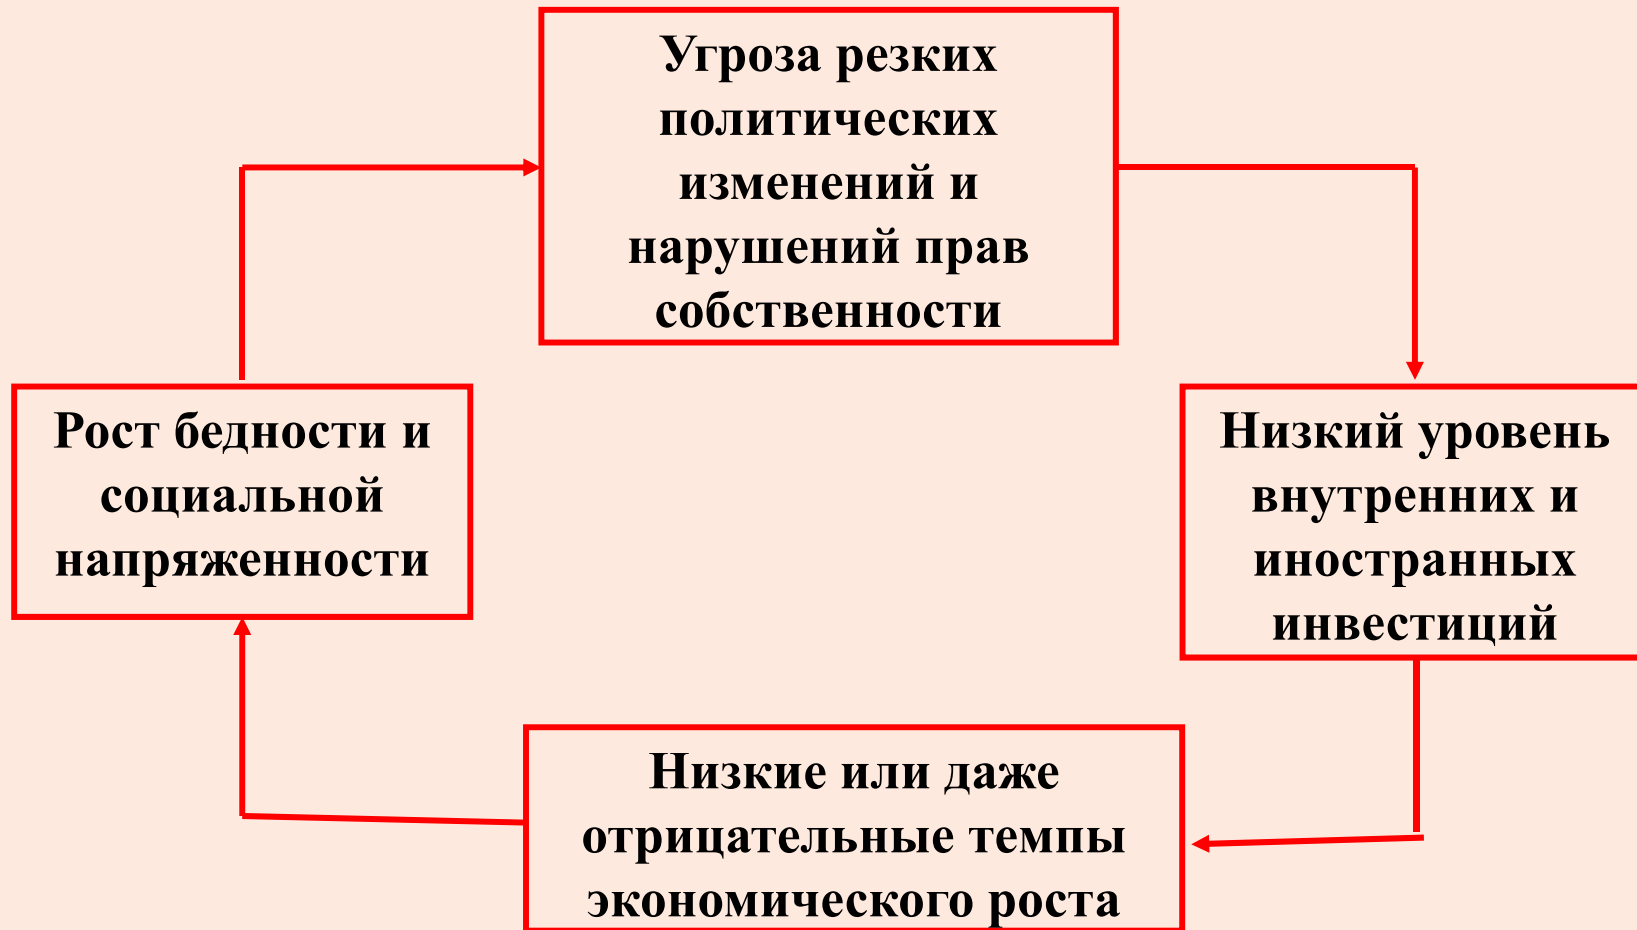 Угроза резких
политических
изменений и
нарушений прав
собственности
Рост бедности и
социальной
напряженности
Низкий уровень
внутренних и
иностранных
инвестиций
Низкие или даже
отрицательные темпы
экономического роста